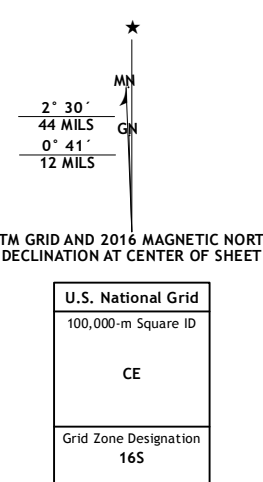 ★
MN
2° 30´
44 MILS
GN
0° 41´
12 MILS
TM GRID AND 2016 MAGNETIC NORT
DECLINATION AT CENTER OF SHEET
U.S. National Grid
100,000-m Square ID
CE
Grid Zone Designation
16S